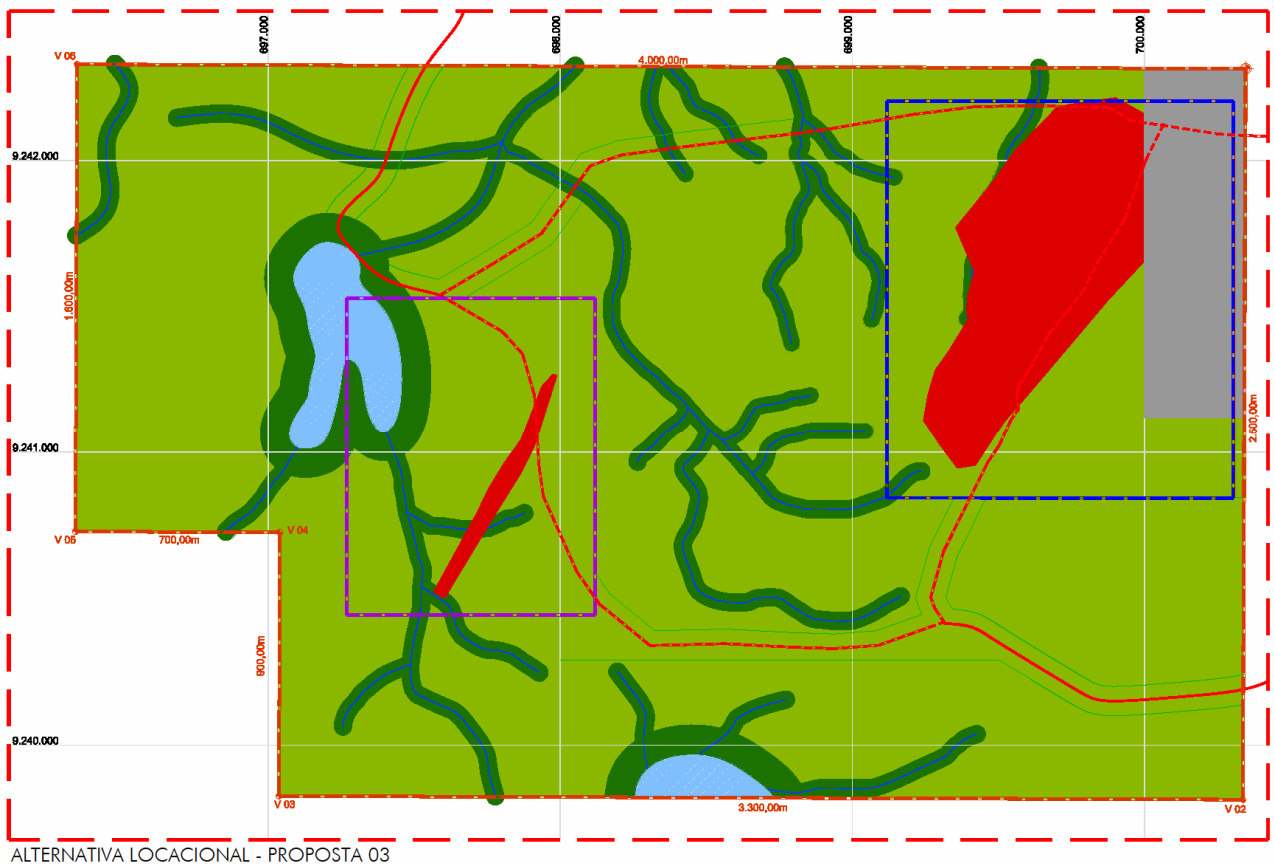 697.000
698.000
699.000
700.000
V 06
4.000,00m
9.242.000
1.600,00m
2.600,00m
9.241.000
V 05
700,00m
V 04
900,00m
9.240.000
V 03
3.300,00m
V 02
ALTERNATIVA LOCACIONAL - PROPOSTA 03